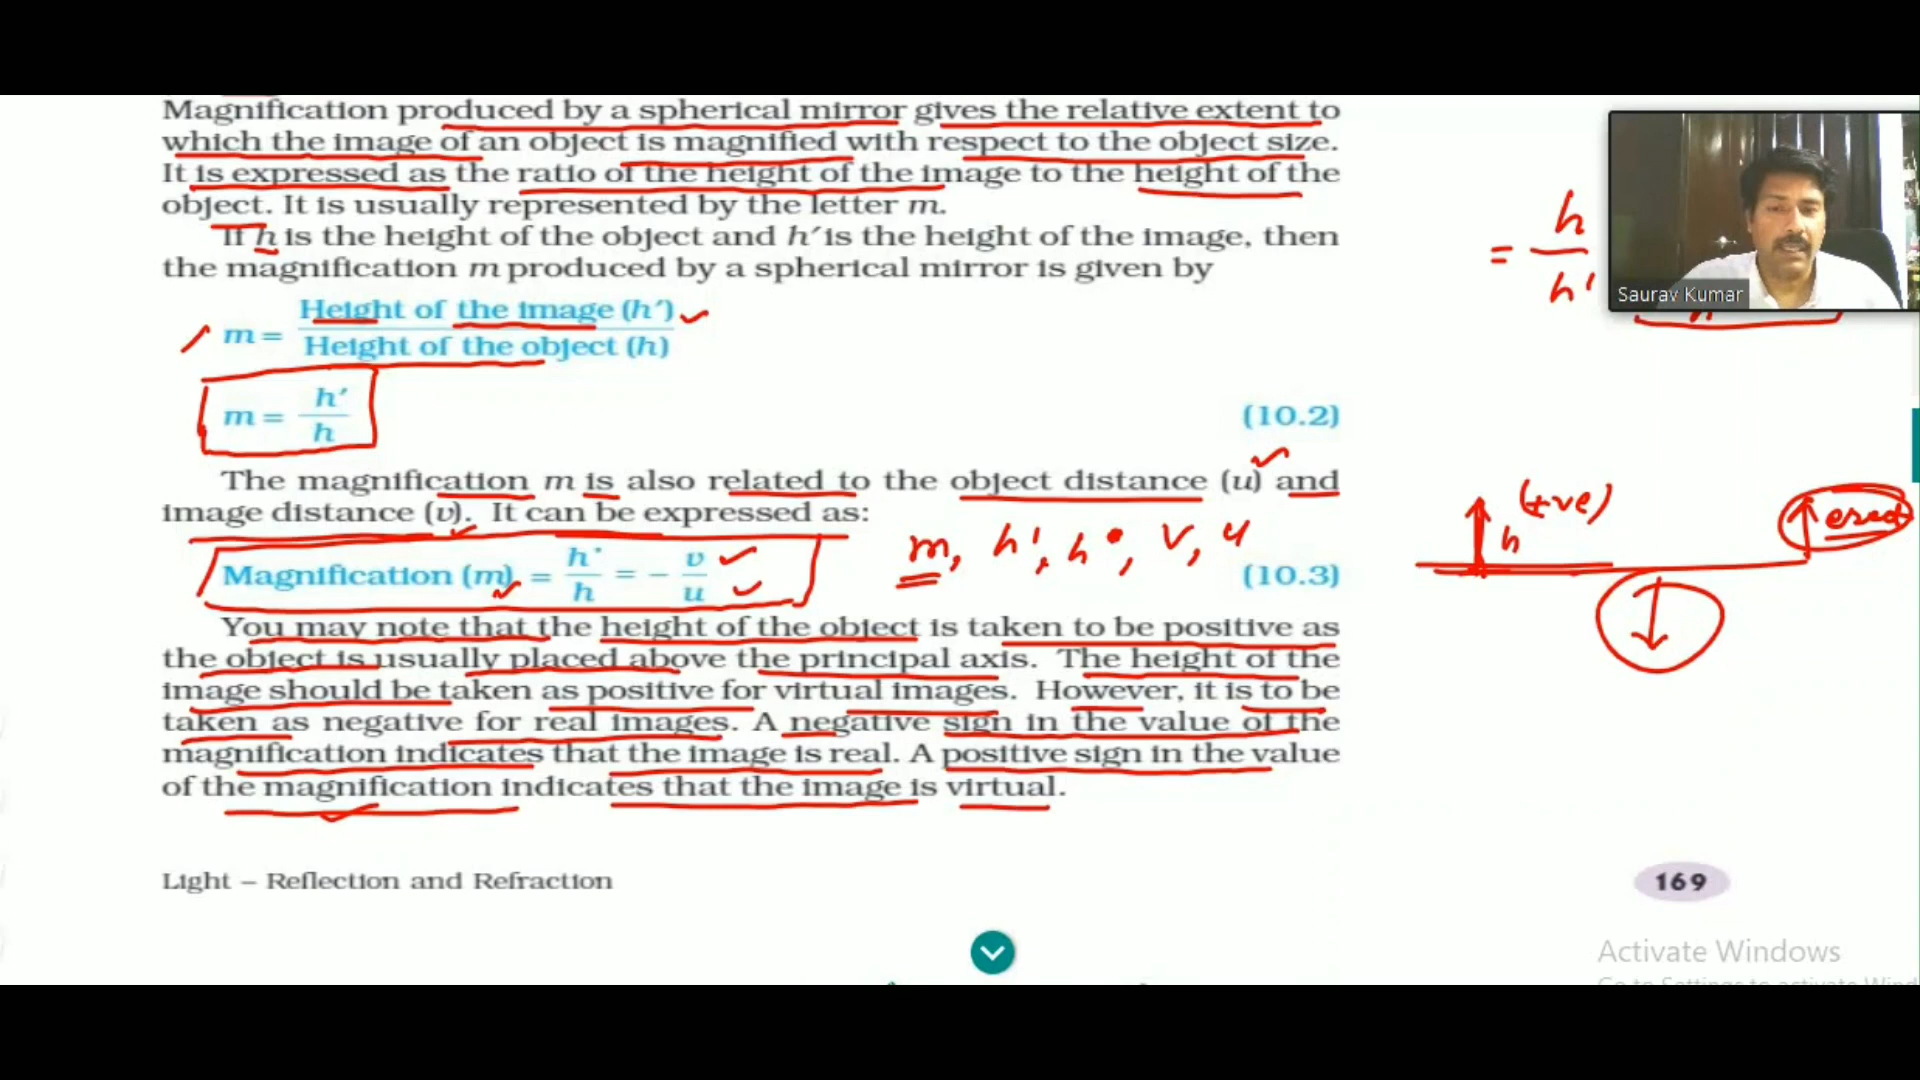 Magnification produced by a spherical mirror gives the relative extent to
which the image of an object is magnified with respect to the object size.
It is expressed as the ratio of the height of the image to the height of the
object. It is usually represented by the letter m.
If h is the height of the object and h′ is the height of the image, then
the magnification m produced by a spherical mirror is given by
m = Height of the image (h′) / Height of the object (h)
m = h′ / h (10.2)
The magnification m is also related to the object distance (u) and
image distance (v). It can be expressed as:
m, h', h, v, u
Magnification (m) = h′ / h = − v / u (10.3)
You may note that the height of the object is taken to be positive as
the object is usually placed above the principal axis. The height of the
image should be taken as positive for virtual images. However, it is to be
taken as negative for real images. A negative sign in the value of the
magnification indicates that the image is real. A positive sign in the value
of the magnification indicates that the image is virtual.
Light – Reflection and Refraction
169
= h / h'
Saurav Kumar
(+ve)
h
erect
Activate Windows